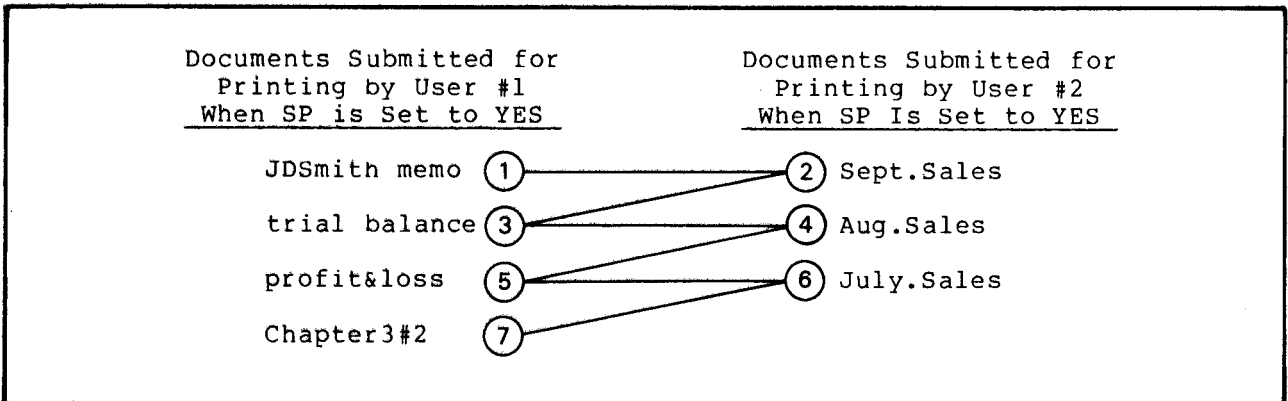 Documents Submitted for
Printing by User #1
When SP is Set to YES
Documents Submitted for
Printing by User #2
When SP Is Set to YES
JDSmith memo 1 2 Sept.Sales
trial balance 3 4 Aug.Sales
profit&loss 5 6 July.Sales
Chapter3#2 7